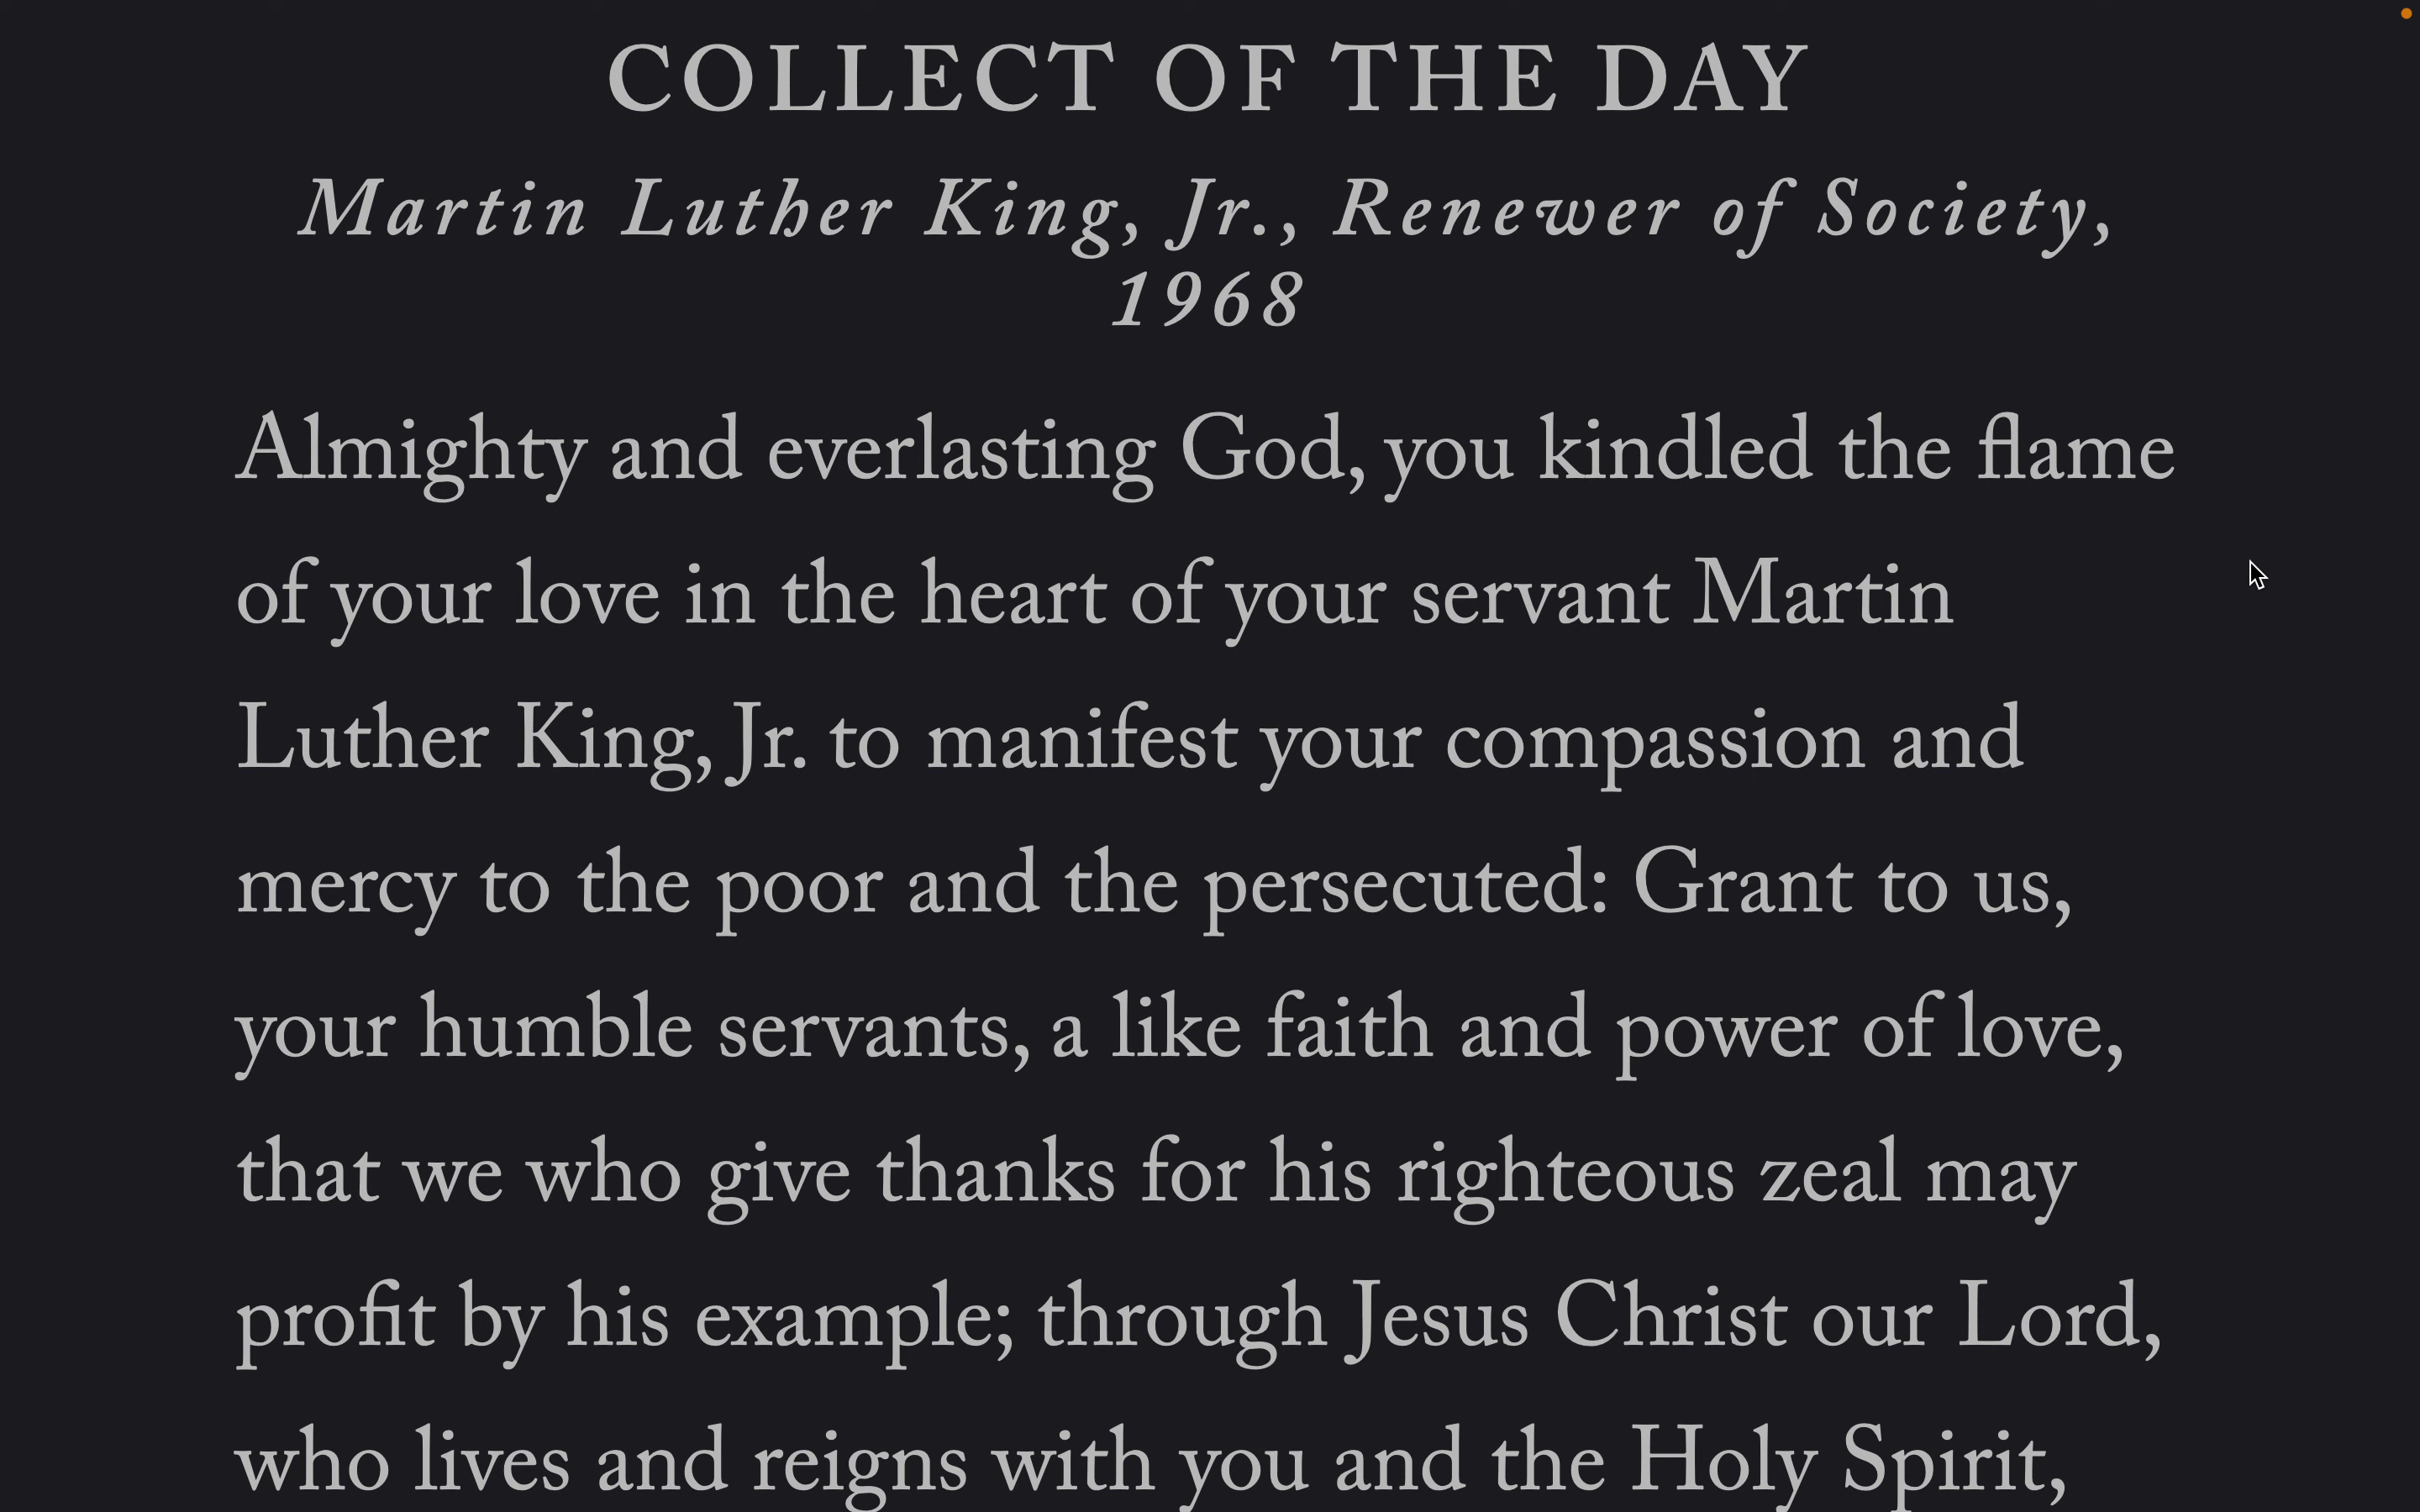 COLLECT OF THE DAY
Martin Luther King, Jr., Renewer of Society,
1968
Almighty and everlasting God, you kindled the flame
of your love in the heart of your servant Martin
Luther King, Jr. to manifest your compassion and
mercy to the poor and the persecuted: Grant to us,
your humble servants, a like faith and power of love,
that we who give thanks for his righteous zeal may
profit by his example; through Jesus Christ our Lord,
who lives and reigns with you and the Holy Spirit,